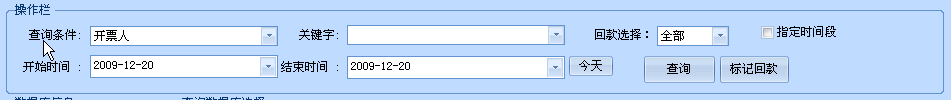 操作栏
查询条件: 开票人 关键字: 回款选择: 全部 指定时间段
开始时间 : 2009-12-20 结束时间 : 2009-12-20 今天 查询 标记回款